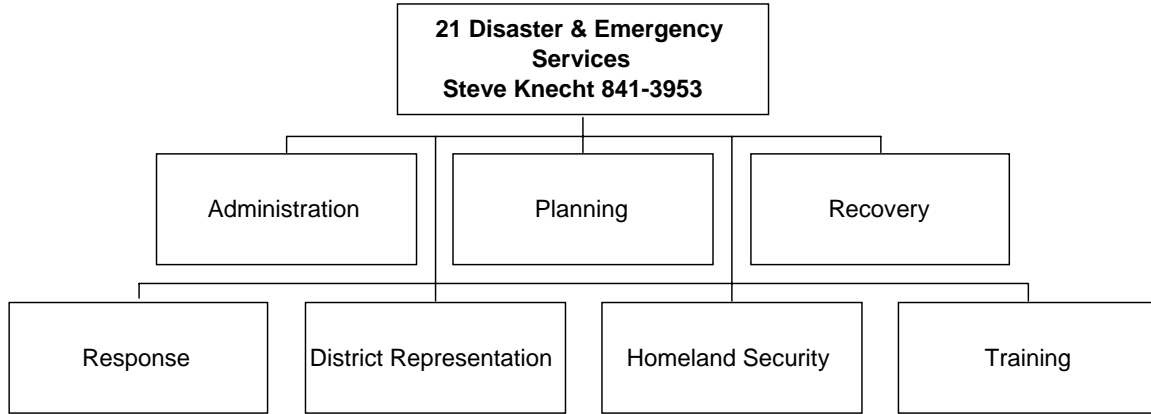 21 Disaster & Emergency
Services
Steve Knecht 841-3953
Administration
Planning
Recovery
Response
District Representation
Homeland Security
Training